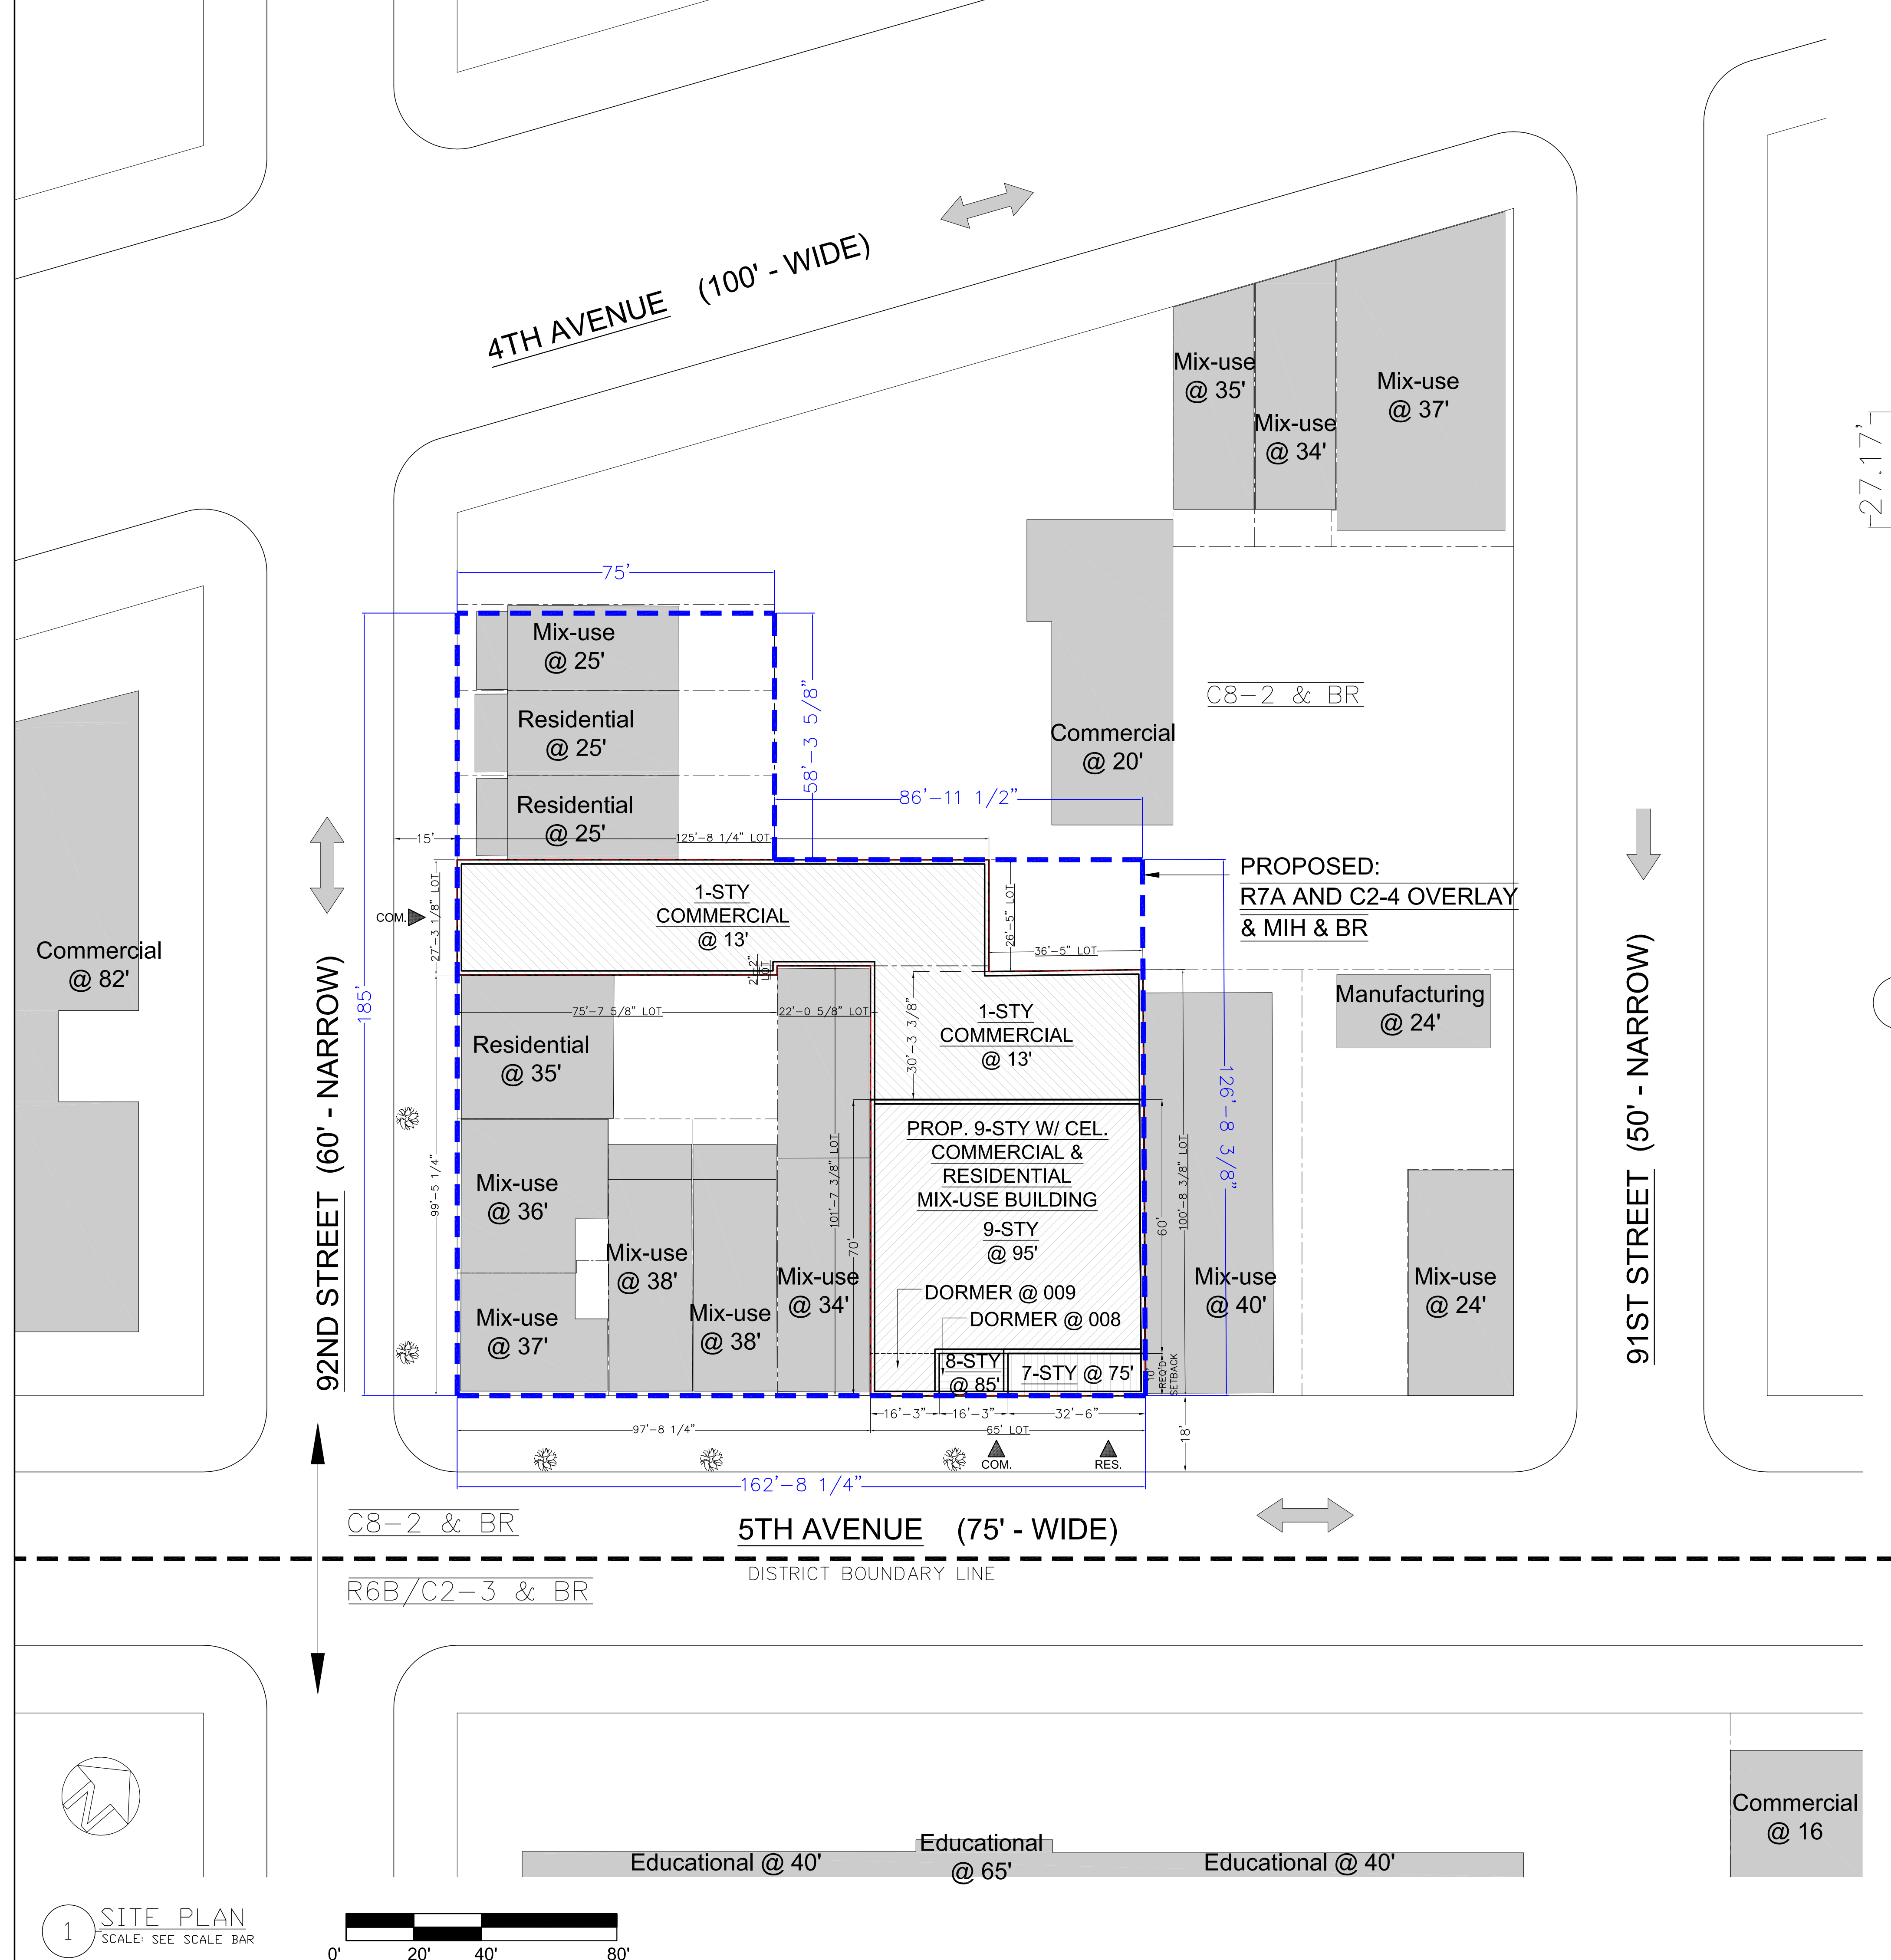 4TH AVENUE (100' - WIDE)
Mix-use
@ 35'
Mix-use
@ 34'
Mix-use
@ 37'
27.17'
75'
Mix-use
@ 25'
Residential
@ 25'
Residential
@ 25'
58'-3 5/8"
C8-2 & BR
Commercial
@ 20'
86'-11 1/2"
15'
125'-8 1/4" LOT
PROPOSED:
R7A AND C2-4 OVERLAY
& MIH & BR
1-STY
COMMERCIAL
@ 13'
COM.
27'-3 1/8" LOT
26'-5" LOT
36'-5" LOT
2'-2"
LOT
Commercial
@ 82'
92ND STREET (60' - NARROW)
185'
75'-7 5/8" LOT
22'-0 5/8" LOT
30'-3 3/8"
1-STY
COMMERCIAL
@ 13'
Manufacturing
@ 24'
91ST STREET (50' - NARROW)
Residential
@ 35'
126'-8 3/8"
99'-5 1/4"
101'-7 3/8" LOT
70'
60'
100'-8 3/8" LOT
PROP. 9-STY W/ CEL.
COMMERCIAL &
RESIDENTIAL
MIX-USE BUILDING
9-STY
@ 95'
Mix-use
@ 36'
Mix-use
@ 38'
Mix-use
@ 34'
Mix-use
@ 40'
Mix-use
@ 24'
DORMER @ 009
DORMER @ 008
Mix-use
@ 37'
Mix-use
@ 38'
8-STY
@ 85'
7-STY @ 75'
10'
REQ'D
SETBACK
16'-3"
16'-3"
32'-6"
97'-8 1/4"
65' LOT
18'
COM.
RES.
162'-8 1/4"
C8-2 & BR
5TH AVENUE (75' - WIDE)
DISTRICT BOUNDARY LINE
R6B/C2-3 & BR
N
Commercial
@ 16
Educational @ 40'
Educational
@ 65'
Educational @ 40'
1
SITE PLAN
SCALE: SEE SCALE BAR
0' 20' 40' 80'